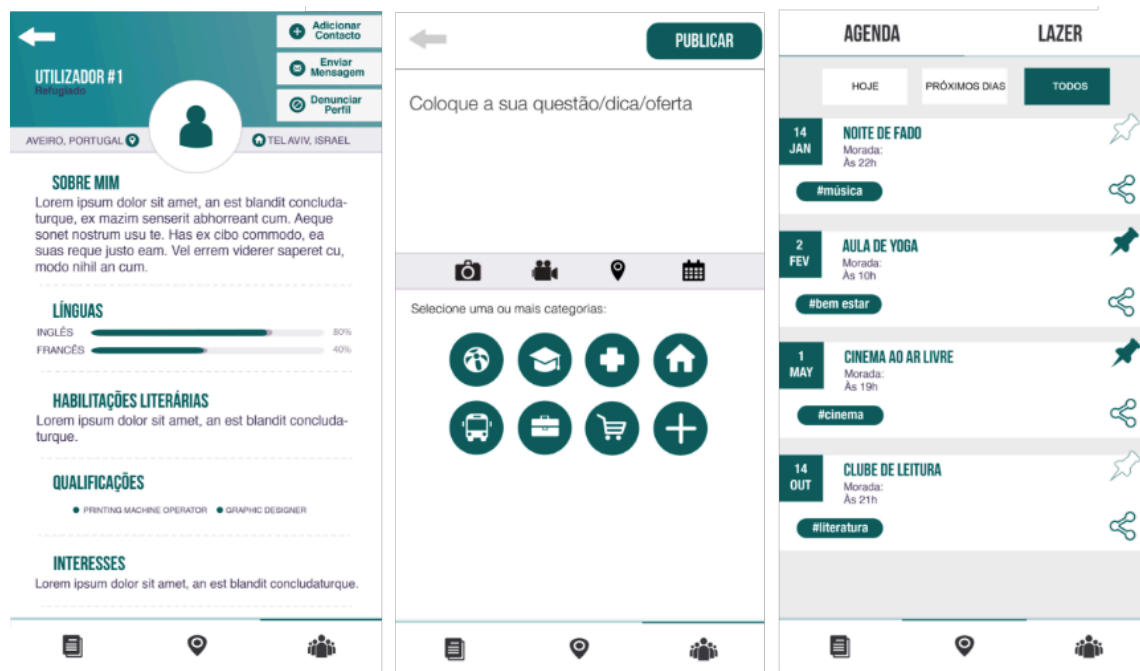 Adicionar
Contacto
Enviar
Mensagem
Denunciar
Perfil
UTILIZADOR #1
Refugiado
AVEIRO, PORTUGAL
TEL AVIV, ISRAEL
SOBRE MIM
Lorem ipsum dolor sit amet, an est blandit concluda-
turque, ex mazim senserit abhorreant cum. Aeque
sonet nostrum usu te. Has ex cibo commodo, ea
suas reque justo eam. Vel errem viderer saperet cu,
modo nihil an cum.
LÍNGUAS
INGLÊS 80%
FRANCÊS 40%
HABILITAÇÕES LITERÁRIAS
Lorem ipsum dolor sit amet, an est blandit concluda-
turque.
QUALIFICAÇÕES
PRINTING MACHINE OPERATOR GRAPHIC DESIGNER
INTERESSES
Lorem ipsum dolor sit amet, an est blandit concludaturque.
PUBLICAR
Coloque a sua questão/dica/oferta
Selecione uma ou mais categorias:
AGENDA LAZER
HOJE PRÓXIMOS DIAS TODOS
14
JAN
NOITE DE FADO
Morada:
Às 22h
#música
2
FEV
AULA DE YOGA
Morada:
Às 10h
#bem estar
1
MAY
CINEMA AO AR LIVRE
Morada:
Às 19h
#cinema
14
OUT
CLUBE DE LEITURA
Morada:
Às 21h
#literatura